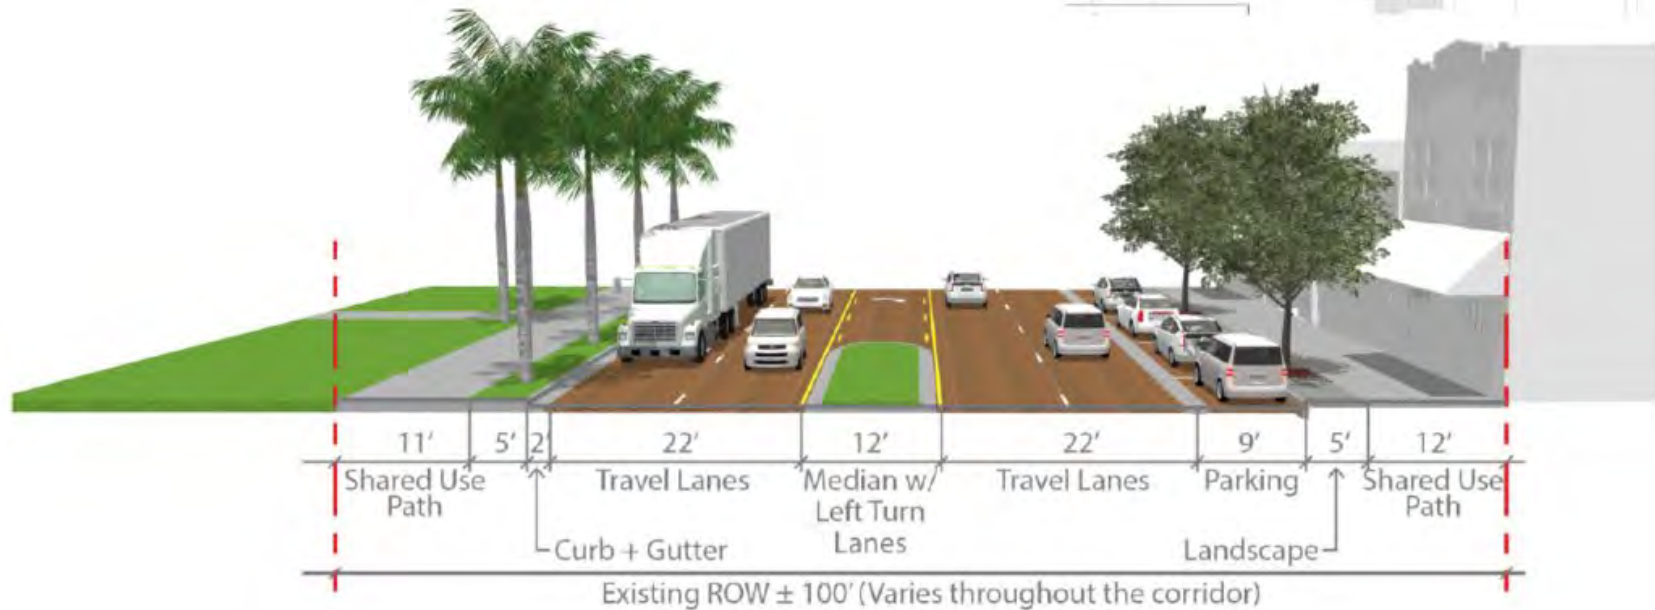 11' 5' 2' 22' 12' 22' 9' 5' 12'
Shared Use Travel Lanes Median w/ Travel Lanes Parking Shared Use
Path Left Turn Path
Lanes
Curb + Gutter Landscape
Existing ROW ± 100' (Varies throughout the corridor)